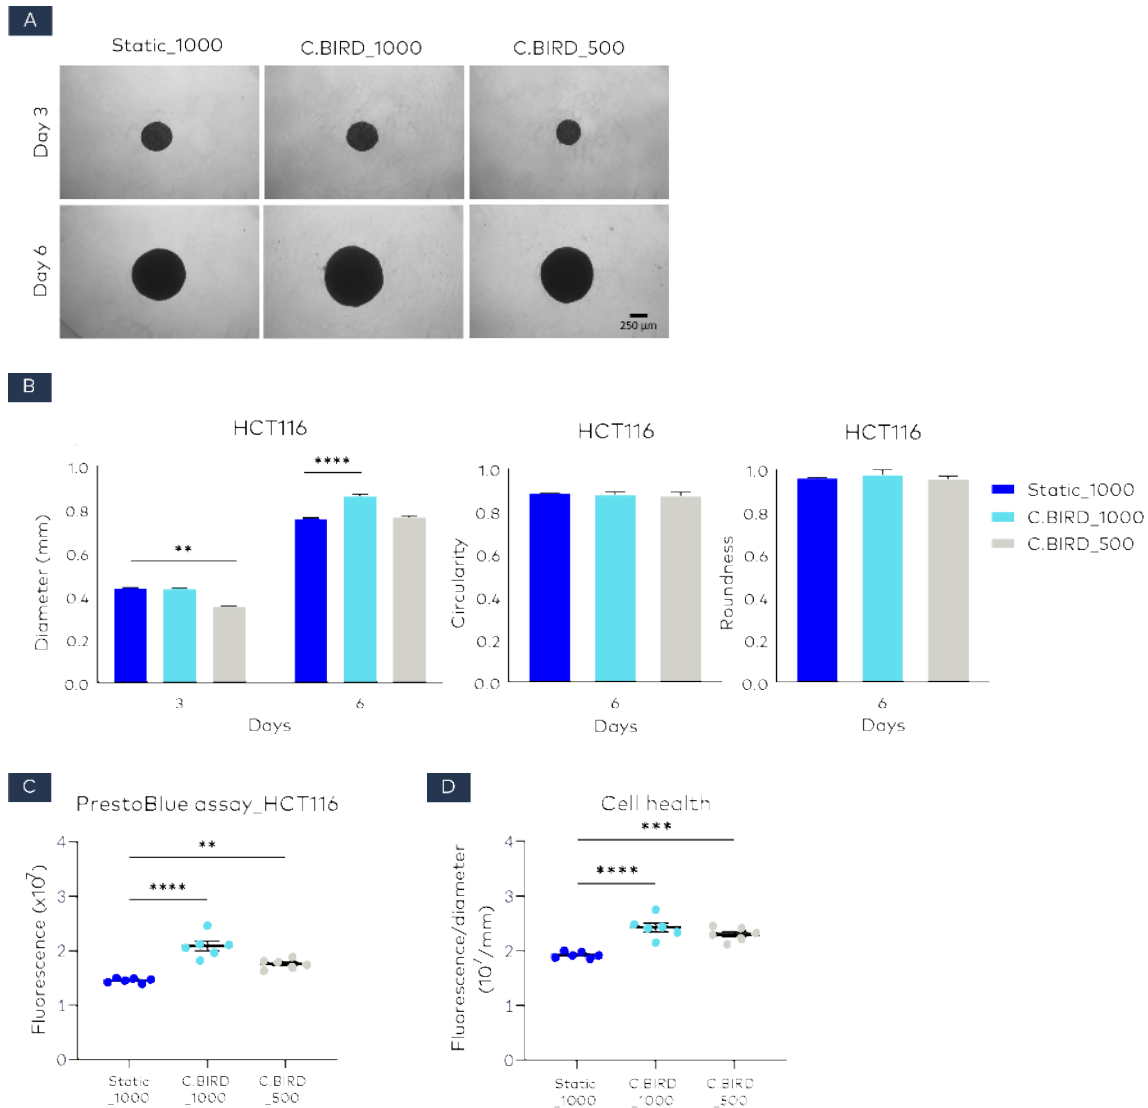 A
Static_1000
C.BIRD_1000
C.BIRD_500
Day 3
Day 6
250 µm
B
HCT116
Diameter (mm)
1.0
0.8
0.6
0.4
0.2
0.0
**
****
3
6
Days
HCT116
Circularity
1.0
0.8
0.6
0.4
0.2
0.0
6
Days
HCT116
Roundness
1.0
0.8
0.6
0.4
0.2
0.0
6
Days
Static_1000
C.BIRD_1000
C.BIRD_500
C
PrestoBlue assay_HCT116
Fluorescence (x10⁷)
4
3
2
1
0
**
****
Static
_1000
C.BIRD
_1000
C.BIRD
_500
D
Cell health
Fluorescence/diameter
(10⁷/mm)
4
3
2
1
0
***
****
Static
_1000
C.BIRD
_1000
C.BIRD
_500